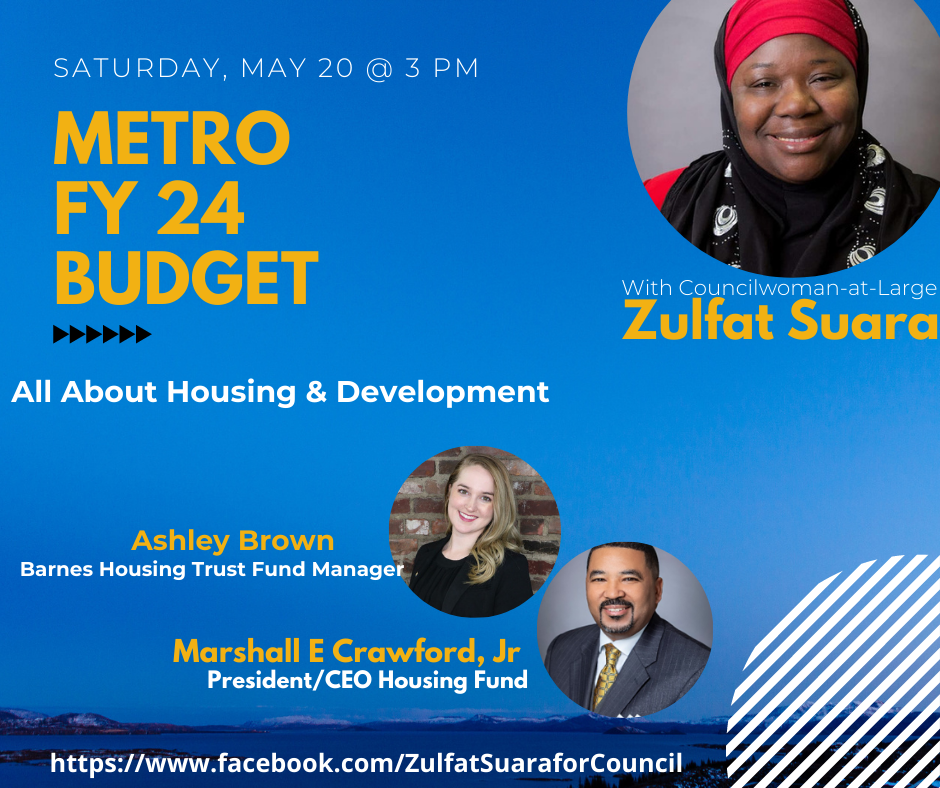 SATURDAY, MAY 20 @ 3 PM
METRO
FY 24
BUDGET
With Councilwoman-at-Large
Zulfat Suara
All About Housing & Development
Ashley Brown
Barnes Housing Trust Fund Manager
Marshall E Crawford, Jr
President/CEO Housing Fund
https://www.facebook.com/ZulfatSuaraforCouncil